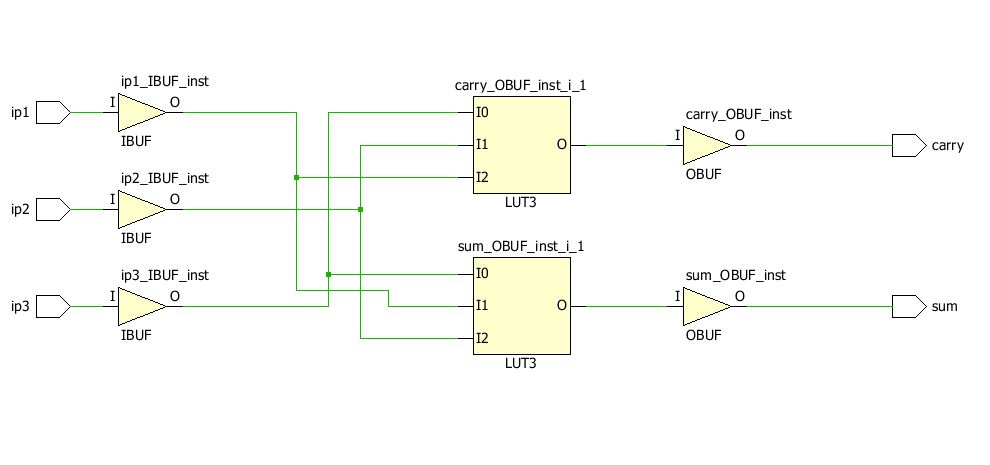 ip1_IBUF_inst
ip1
I
O
IBUF
ip2_IBUF_inst
ip2
I
O
IBUF
ip3_IBUF_inst
ip3
I
O
IBUF
carry_OBUF_inst_i_1
I0
I1
I2
O
LUT3
sum_OBUF_inst_i_1
I0
I1
I2
O
LUT3
carry_OBUF_inst
I
O
OBUF
carry
sum_OBUF_inst
I
O
OBUF
sum